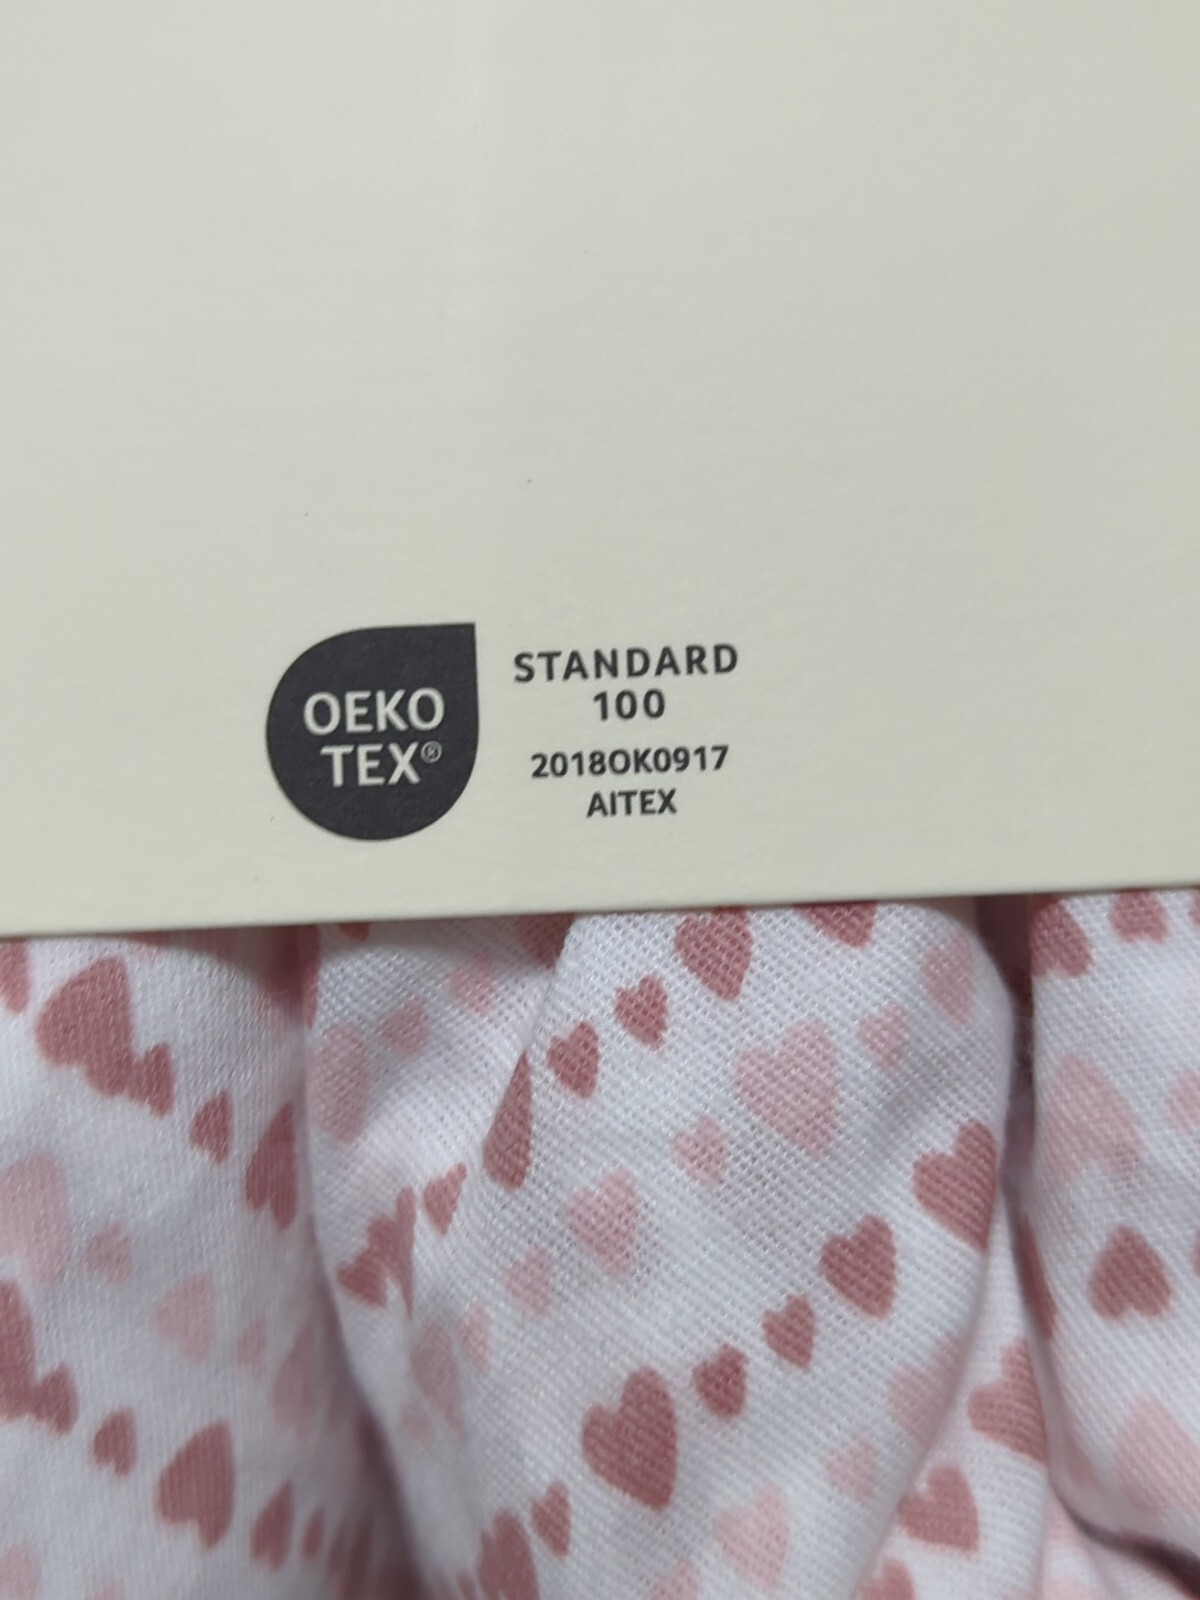 OEKO
TEX®
STANDARD
100
2018OK0917
AITEX